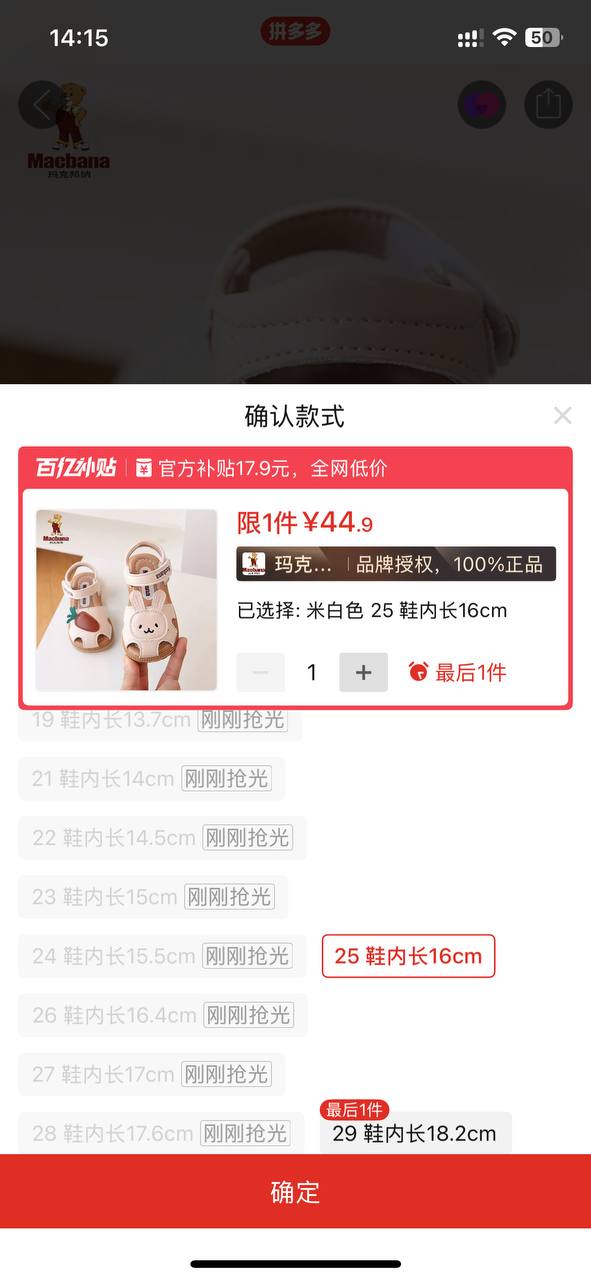 14:15
拼多多
50
Macbana
玛克邦纳
确认款式
百亿补贴 官方补贴17.9元，全网低价
Macbana
限1件 ¥44.9
玛克... 品牌授权，100%正品
已选择: 米白色 25 鞋内长16cm
1
最后1件
19 鞋内长13.7cm 刚刚抢光
21 鞋内长14cm 刚刚抢光
22 鞋内长14.5cm 刚刚抢光
23 鞋内长15cm 刚刚抢光
24 鞋内长15.5cm 刚刚抢光
25 鞋内长16cm
26 鞋内长16.4cm 刚刚抢光
27 鞋内长17cm 刚刚抢光
最后1件
28 鞋内长17.6cm 刚刚抢光
29 鞋内长18.2cm
确定